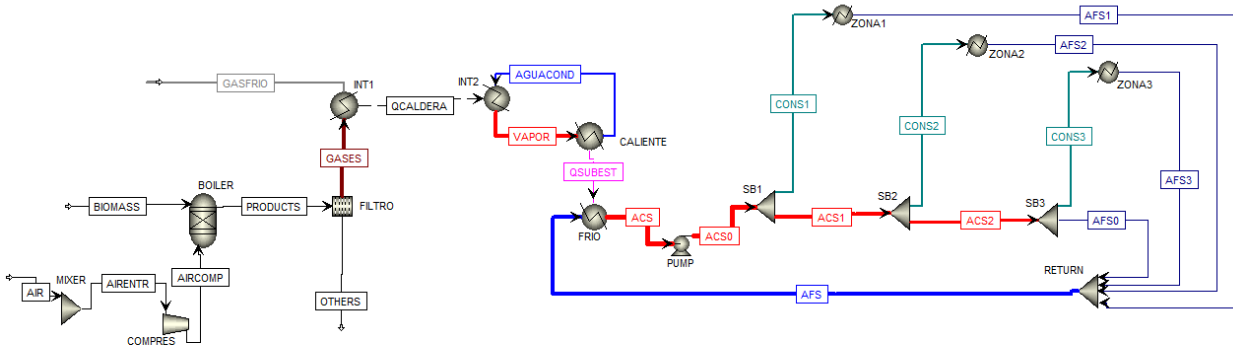 ZONA1
AFS1
ZONA2
AFS2
ZONA3
GASFRIO
INT1
INT2
AGUACOND
QCALDERA
CONS1
CONS2
CONS3
VAPOR
CALIENTE
GASES
QSUBEST
AFS3
BOILER
BIOMASS
PRODUCTS
FILTRO
SB1
SB2
SB3
ACS
FRIO
ACS0
PUMP
ACS1
ACS2
AFS0
RETURN
AFS
AIRCOMP
MIXER
AIR
AIRENTR
COMPRES
OTHERS